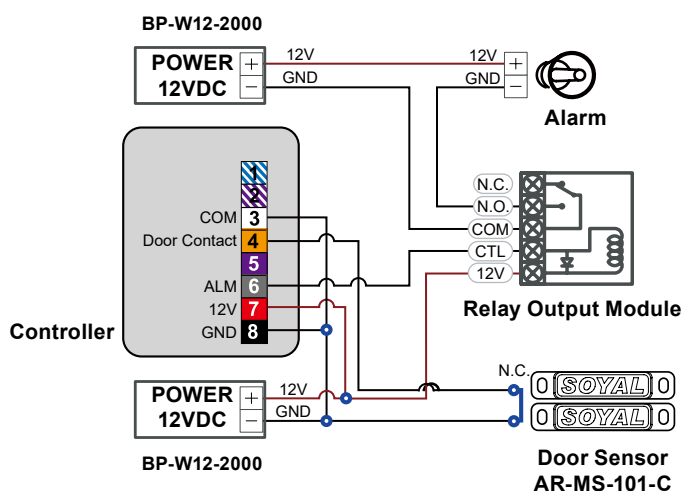 BP-W12-2000
POWER + 12V 12V +
12VDC − GND GND −
Alarm
1
2
COM 3
Door Contact 4
5
ALM 6
12V 7
GND 8
Controller
N.C.
N.O.
COM
CTL
12V
Relay Output Module
POWER + 12V
12VDC − GND
BP-W12-2000
N.C.
SOYAL
SOYAL
Door Sensor
AR-MS-101-C